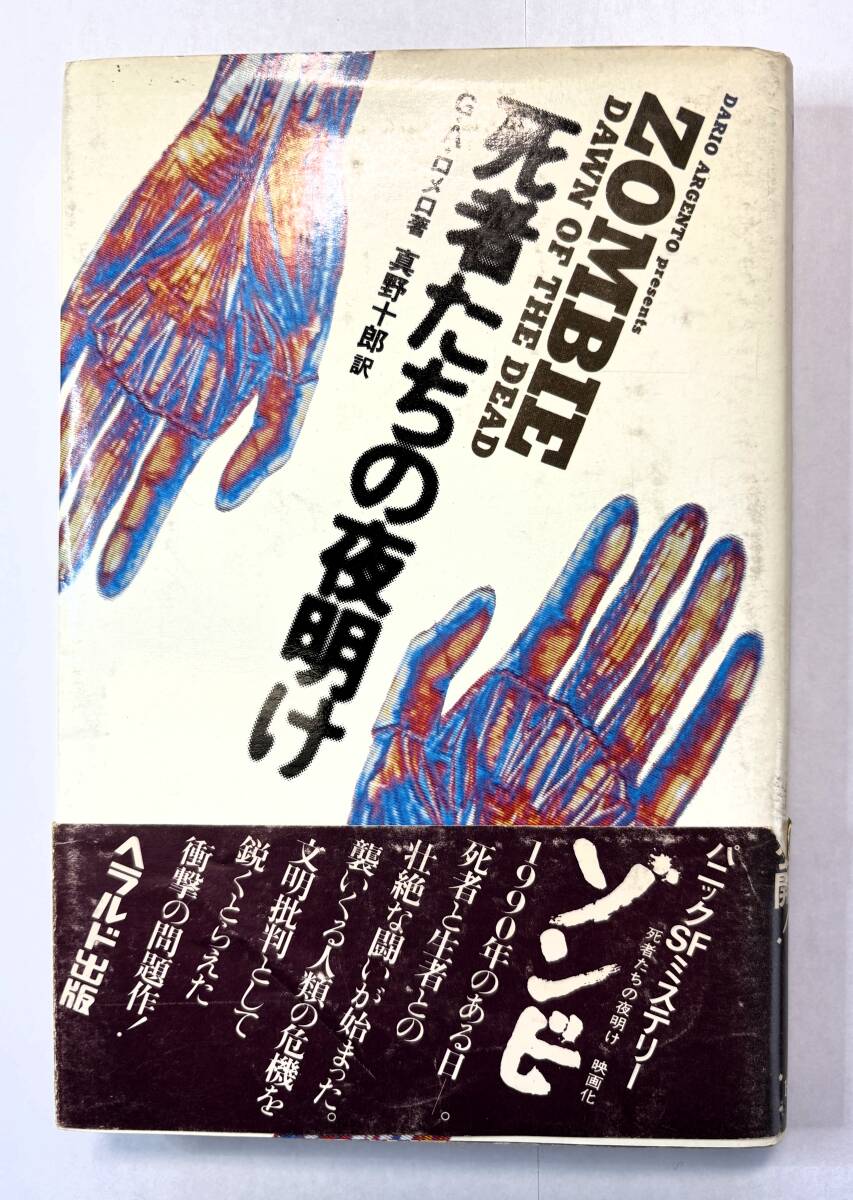 DARIO ARGENTO presents
ZOMBIE
DAWN OF THE DEAD
死者たちの夜明け
G・A・ロメロ著
真野十郎訳
パニックSFミステリー
死者たちの夜明け 映画化
ゾンビ
1990年のある日―。
死者と生者との
壮絶な闘いが始まった。
襲いくる人類の危機を
文明批判として
鋭くとらえた
衝撃の問題作!
ヘラルド出版